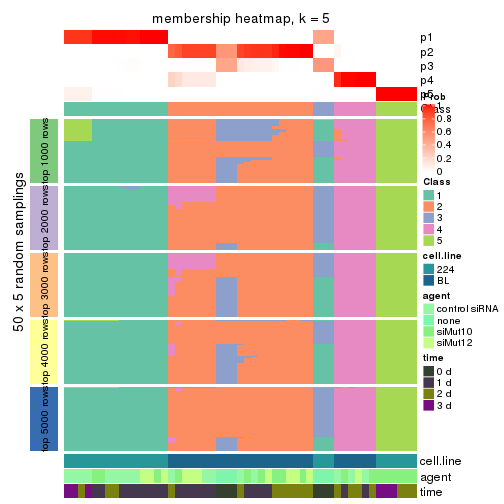 membership heatmap, k = 5
p1
p2
p3
p4
p5
Prob
1
0.8
0.6
0.4
0.2
0
Class
Class
1
2
3
4
5
cell.line
224
BL
agent
control siRNA
none
siMut10
siMut12
time
0 d
1 d
2 d
3 d
50 x 5 random samplings
top 1000 rows
top 2000 rows
top 3000 rows
top 4000 rows
top 5000 rows
cell.line
agent
time